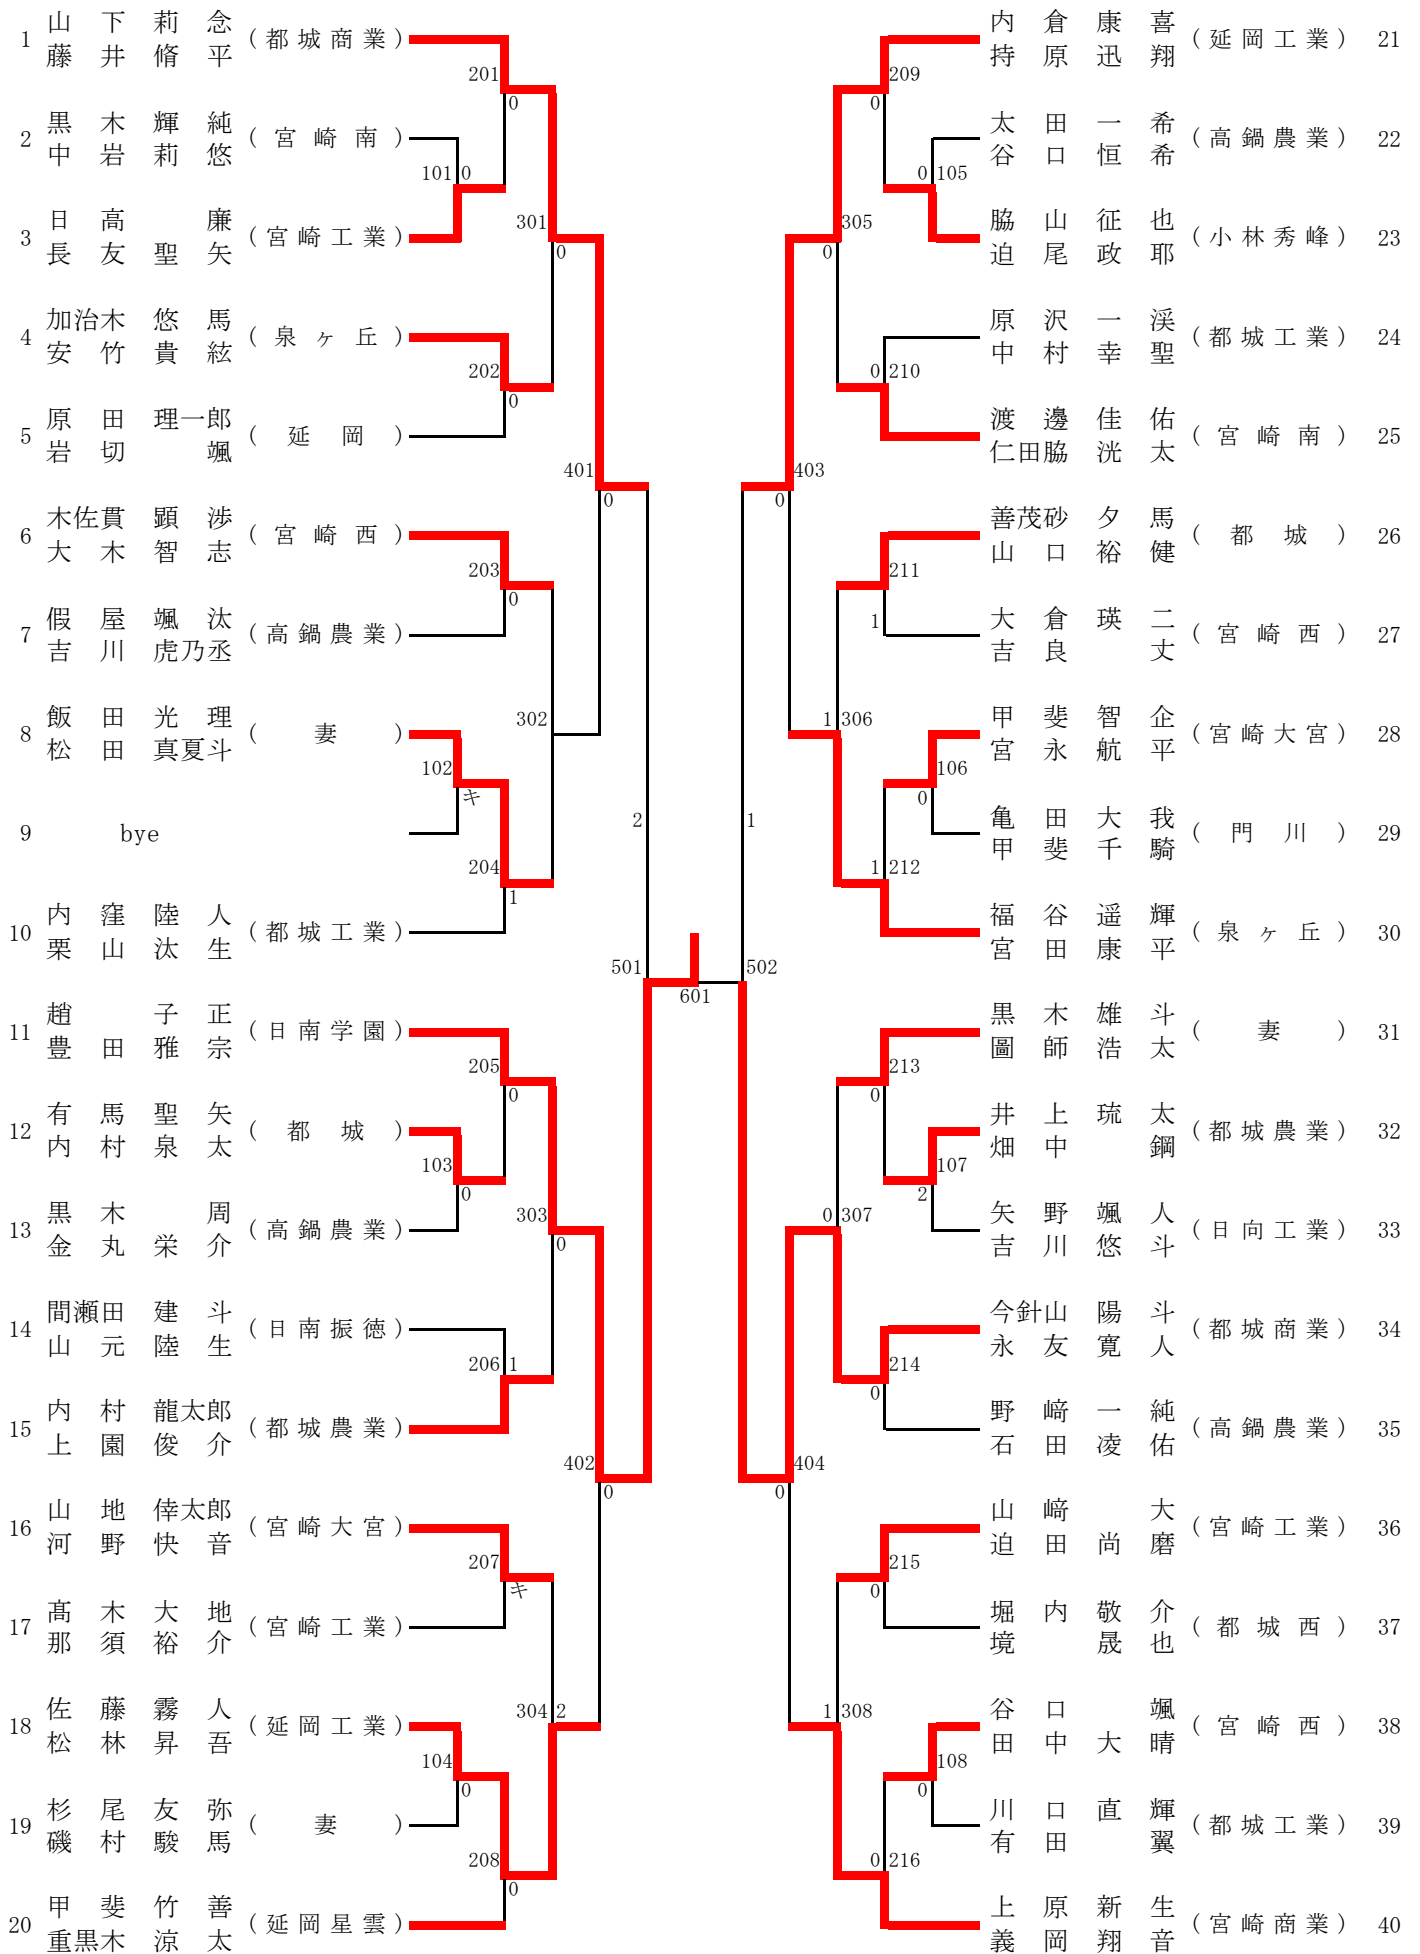 山下莉念
1 (都城商業)
藤井脩平
201
0
黒木輝純
2 (宮崎南)
中岩莉悠
101 0
日高廉
3 (宮崎工業)
長友聖矢
301
0
加治木悠馬
4 (泉ヶ丘)
安竹貴絃
202
0
原田理一郎
5 (延岡)
岩切颯
401
0
木佐貫顕渉
6 (宮崎西)
大木智志
203
0
假屋颯汰
7 (高鍋農業)
吉川虎乃丞
302
飯田光理
8 (妻)
松田真夏斗
102
キ
9 bye
2
204
1
内窪陸人
10 (都城工業)
栗山汰生
501
601
趙子正
11 (日南学園)
豊田雅宗
205
0
有馬聖矢
12 (都城)
内村泉太
103
0
黒木周
13 (高鍋農業)
金丸栄介
303
0
間瀬田建斗
14 (日南振徳)
山元陸生
206 1
内村龍太郎
15 (都城農業)
上園俊介
402
0
山地倖太郎
16 (宮崎大宮)
河野快音
207
キ
髙木大地
17 (宮崎工業)
那須裕介
304 2
佐藤霧人
18 (延岡工業)
松林昇吾
104
0
杉尾友弥
19 (妻)
磯村駿馬
208
0
甲斐竹善
20 (延岡星雲)
重黒木涼太
内倉康喜
(延岡工業) 21
持原迅翔
209
0
太田一希
(高鍋農業) 22
谷口恒希
0 105
脇山征也
(小林秀峰) 23
迫尾政耶
305
0
原沢一渓
(都城工業) 24
中村幸聖
0 210
渡邊佳佑
(宮崎南) 25
仁田脇洸太
403
0
善茂砂夕馬
(都城) 26
山口裕健
211
1
大倉瑛二
(宮崎西) 27
吉良丈
1 306
甲斐智企
(宮崎大宮) 28
宮永航平
106
0
亀田大我
(門川) 29
甲斐千騎
1
1 212
福谷遥輝
(泉ヶ丘) 30
宮田康平
502
黒木雄斗
(妻) 31
圖師浩太
213
0
井上琉太
(都城農業) 32
畑中鋼
107
2
矢野颯人
(日向工業) 33
吉川悠斗
0 307
今針山陽斗
(都城商業) 34
永友寛人
214
0
野﨑一純
(高鍋農業) 35
石田凌佑
404
0
山﨑大
(宮崎工業) 36
迫田尚磨
215
0
堀内敬介
(都城西) 37
境晟也
1 308
谷口颯
(宮崎西) 38
田中大晴
108
0
川口直輝
(都城工業) 39
有田翼
0 216
上原新生
(宮崎商業) 40
義岡翔音